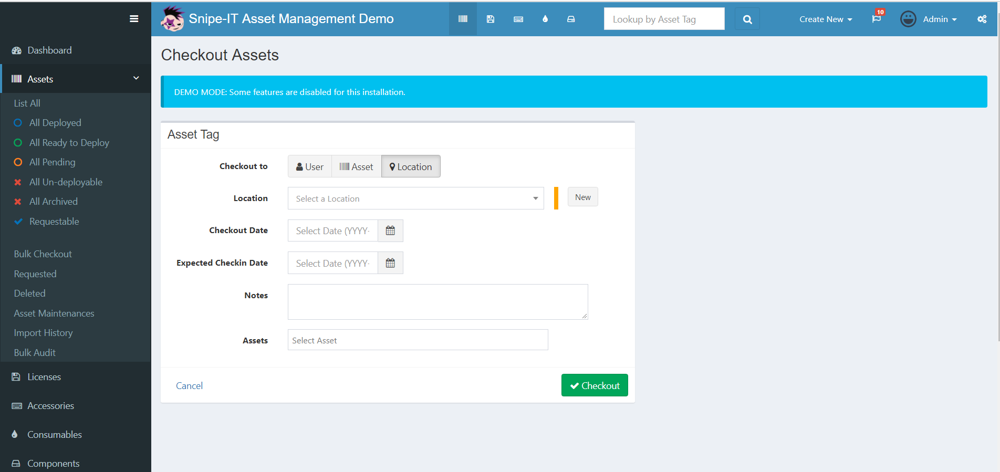 Snipe-IT Asset Management Demo
Lookup by Asset Tag
Create New
10
Admin
Dashboard
Assets
List All
All Deployed
All Ready to Deploy
All Pending
All Un-deployable
All Archived
Requestable
Bulk Checkout
Requested
Deleted
Asset Maintenances
Import History
Bulk Audit
Licenses
Accessories
Consumables
Components
Checkout Assets
DEMO MODE: Some features are disabled for this installation.
Asset Tag
Checkout to User Asset Location
Location Select a Location New
Checkout Date Select Date (YYYY-
Expected Checkin Date Select Date (YYYY-
Notes
Assets Select Asset
Cancel Checkout